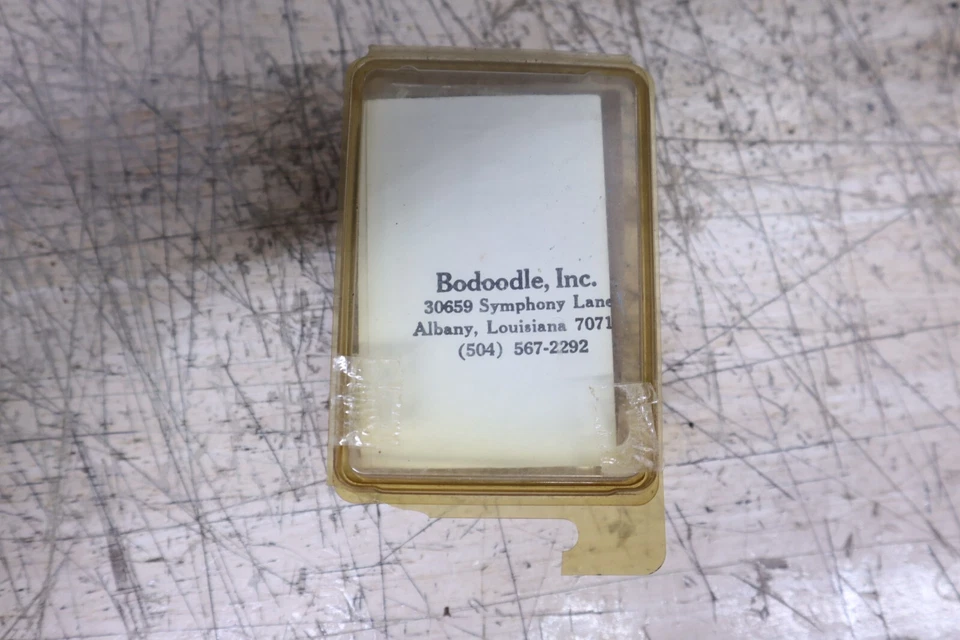 Bodoodle, Inc.
30659 Symphony Lane
Albany, Louisiana 7071
(504) 567-2292